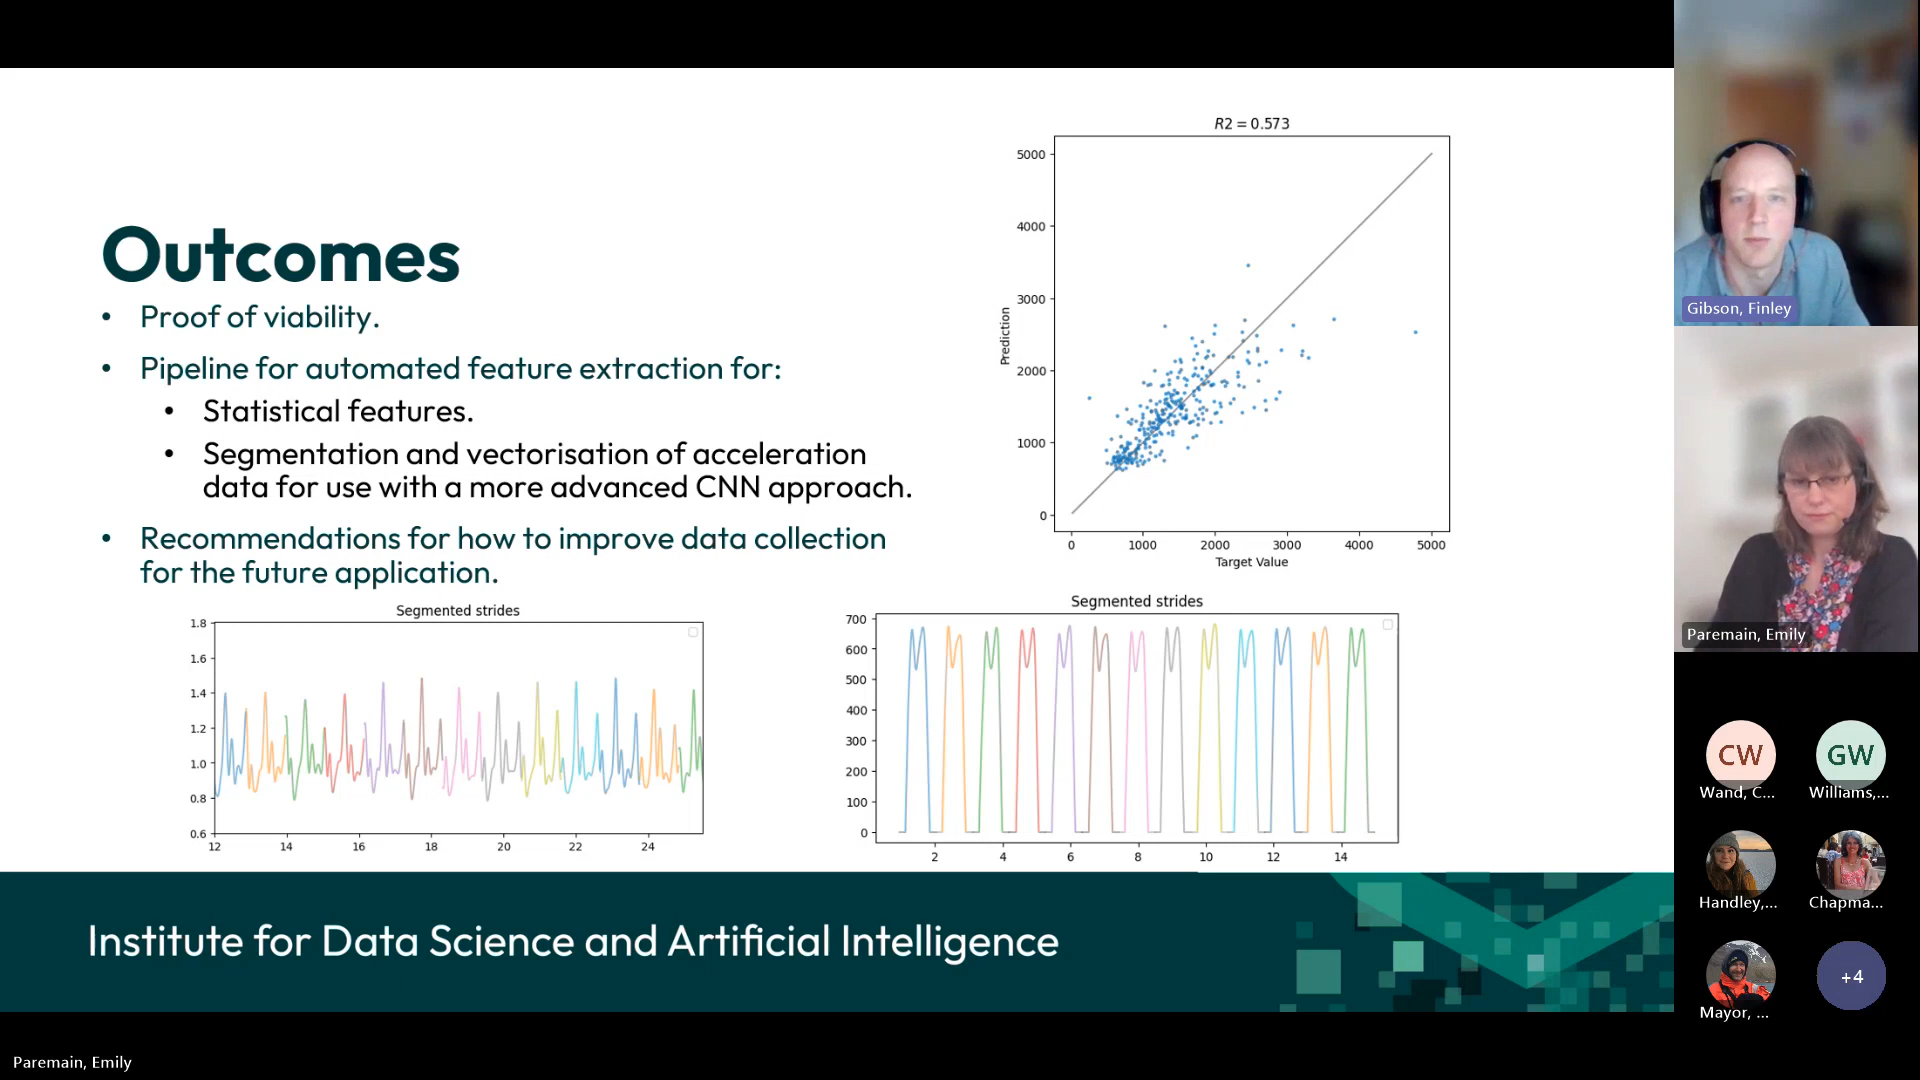 Outcomes
• Proof of viability.
• Pipeline for automated feature extraction for:
• Statistical features.
• Segmentation and vectorisation of acceleration
data for use with a more advanced CNN approach.
• Recommendations for how to improve data collection
for the future application.
R2 = 0.573
5000
4000
3000
2000
1000
0
Prediction
0 1000 2000 3000 4000 5000
Target Value
Segmented strides
1.8
1.6
1.4
1.2
1.0
0.8
0.6
12 14 16 18 20 22 24
Segmented strides
700
600
500
400
300
200
100
0
2 4 6 8 10 12 14
Institute for Data Science and Artificial Intelligence
Gibson, Finley
Paremain, Emily
CW
Wand, C...
GW
Williams,...
Handley,...
Chapma...
Mayor, ...
+4
Paremain, Emily